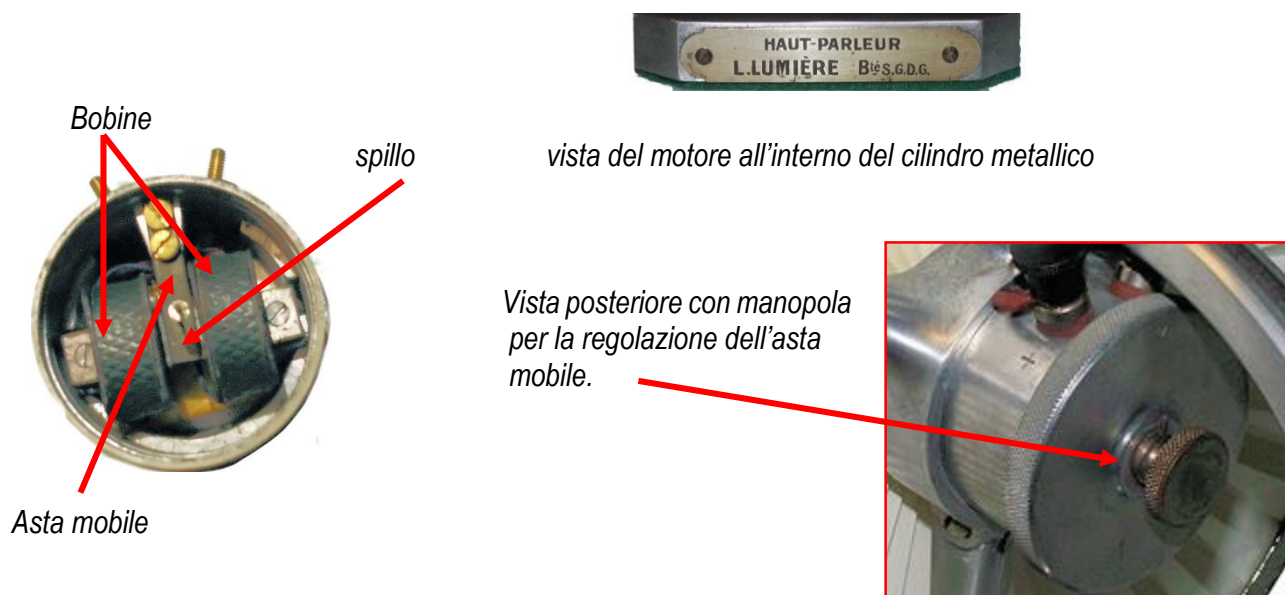 HAUT-PARLEUR
L.LUMIÈRE Bté S.G.D.G.
Bobine
spillo
vista del motore all'interno del cilindro metallico
Vista posteriore con manopola
per la regolazione dell'asta
mobile.
+
Asta mobile